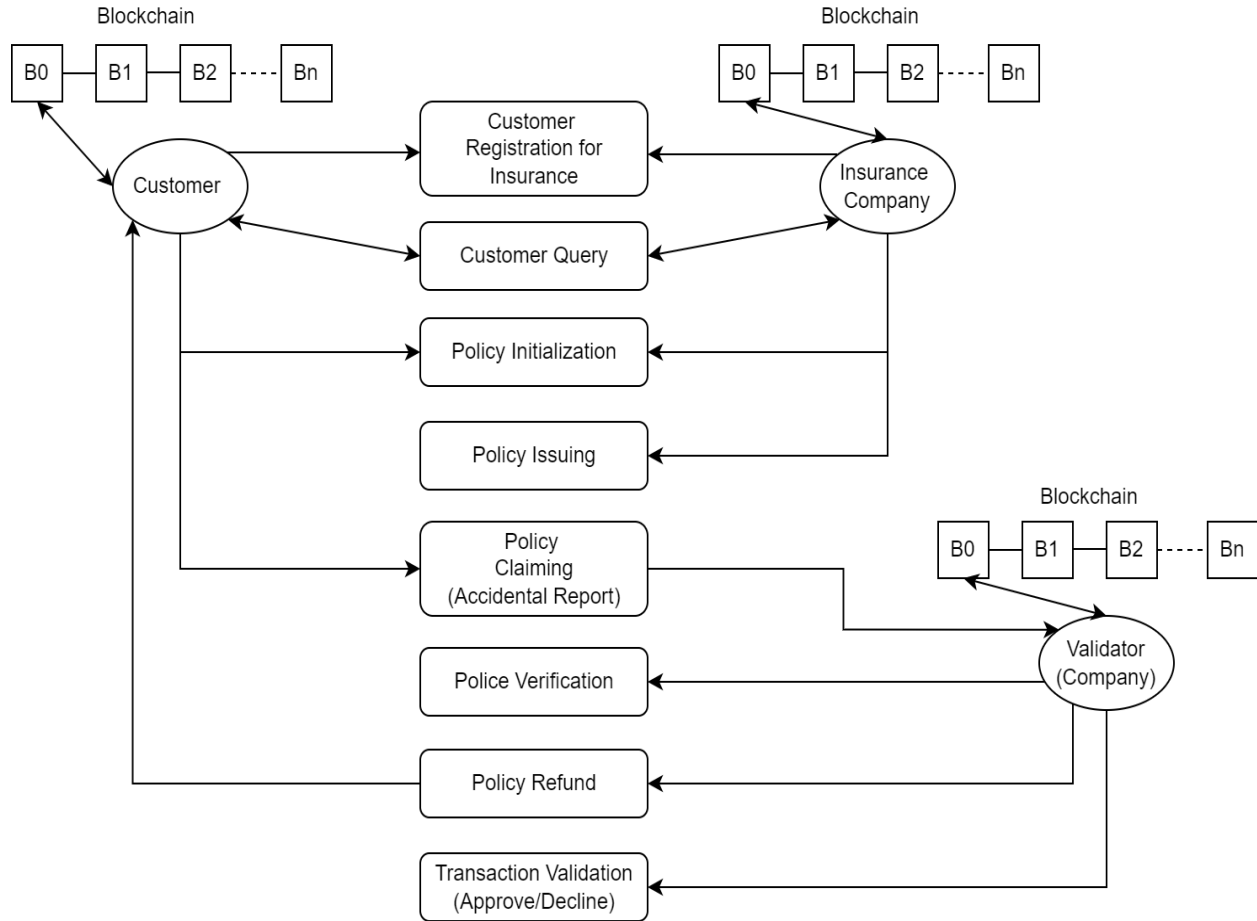 Blockchain
B0
B1
B2
Bn
Blockchain
B0
B1
B2
Bn
Customer
Registration for
Insurance
Customer
Insurance
Company
Customer Query
Policy Initialization
Policy Issuing
Blockchain
B0
B1
B2
Bn
Policy
Claiming
(Accidental Report)
Validator
(Company)
Police Verification
Policy Refund
Transaction Validation
(Approve/Decline)